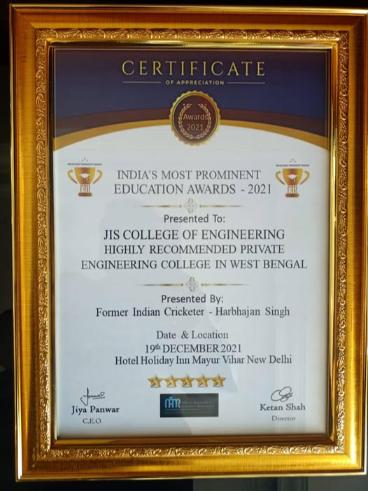 CERTIFICATE
OF APPRECIATION
Awards
2021
INDIA'S MOST PROMINENT
EDUCATION AWARDS - 2021
Presented To:
JIS COLLEGE OF ENGINEERING
HIGHLY RECOMMENDED PRIVATE
ENGINEERING COLLEGE IN WEST BENGAL
Presented By:
Former Indian Cricketer - Harbhajan Singh
Date & Location
19th DECEMBER 2021
Hotel Holiday Inn Mayur Vihar New Delhi
Jiya Panwar
C.E.O
Ketan Shah
Director